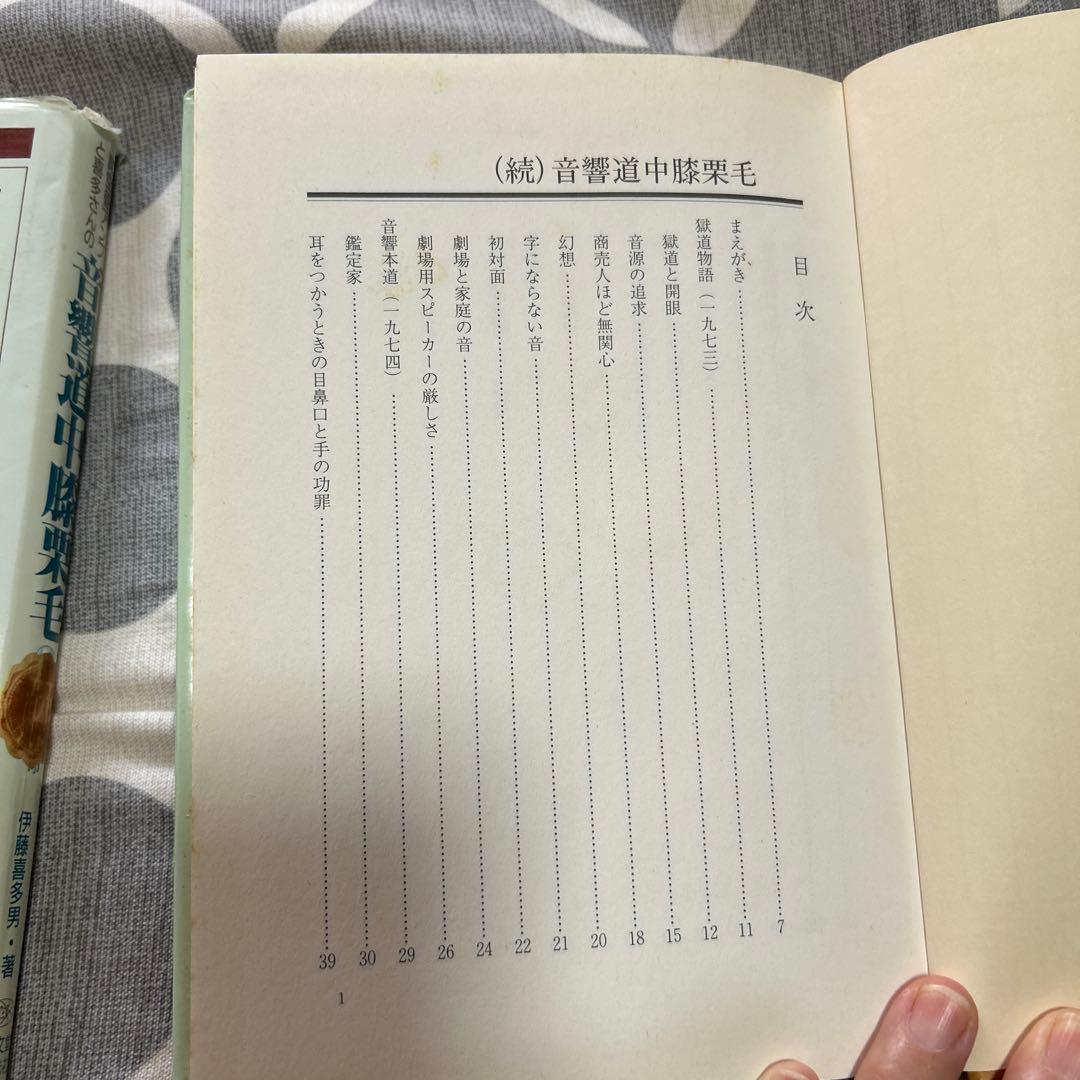 (続)音響道中膝栗毛
目次
まえがき……7
獄道物語（一九七三）……11
獄道と開眼……12
音源の追求……15
商売人ほど無関心……18
幻想……20
字にならない音……21
初対面……22
劇場と家庭の音……24
劇場用スピーカーの厳しさ……26
音響本道（一九七四）……29
鑑定家……30
耳をつかうときの目鼻口と手の功罪……39
1
さんの
音響道中膝栗毛
伊藤喜多男・著